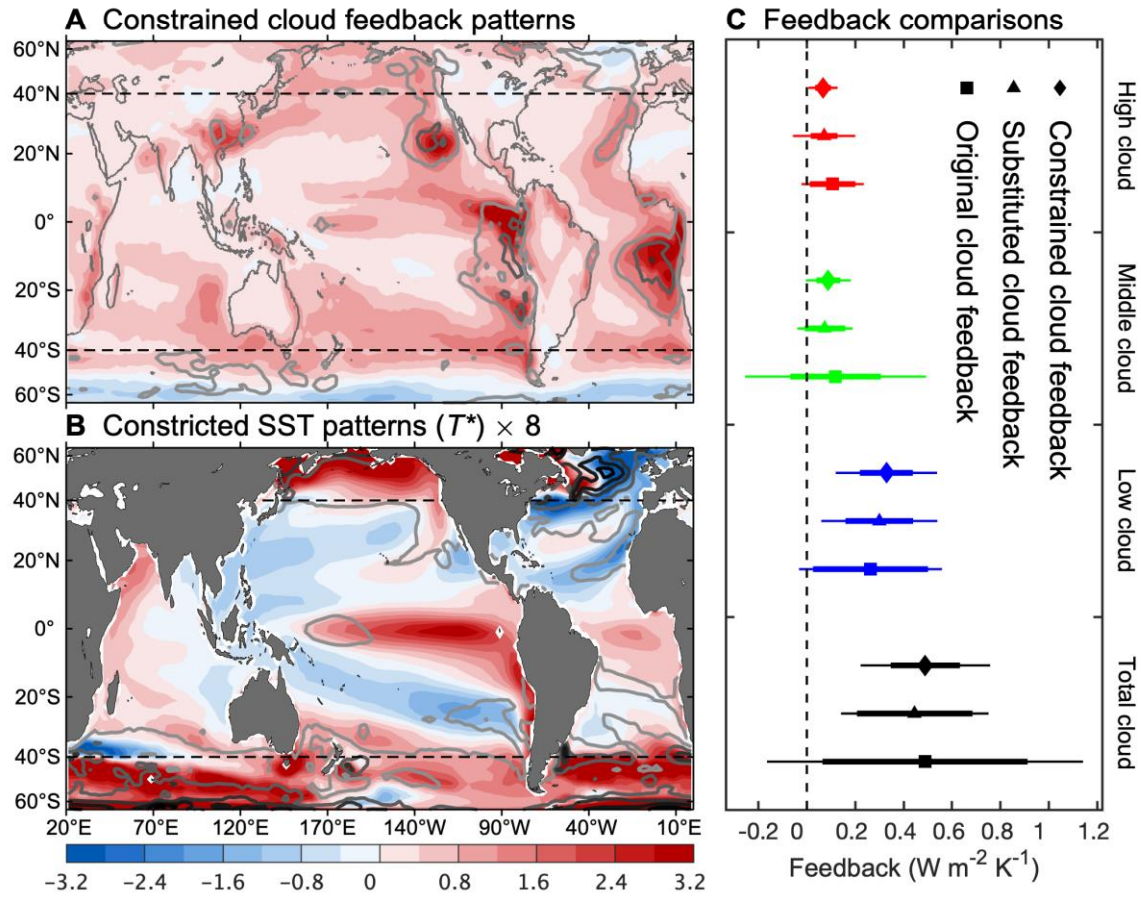 A Constrained cloud feedback patterns
60°N
40°N
20°N
0°
20°S
40°S
60°S
B Constricted SST patterns (T*) × 8
60°N
40°N
20°N
0°
20°S
40°S
60°S
20°E 70°E 120°E 170°E 140°W 90°W 40°W 10°E
−3.2 −2.4 −1.6 −0.8 0 0.8 1.6 2.4 3.2
C Feedback comparisons
Constrained cloud feedback
Substituted cloud feedback
Original cloud feedback
High cloud
Middle cloud
Low cloud
Total cloud
-0.2 0 0.2 0.4 0.6 0.8 1 1.2
Feedback (W m⁻² K⁻¹)